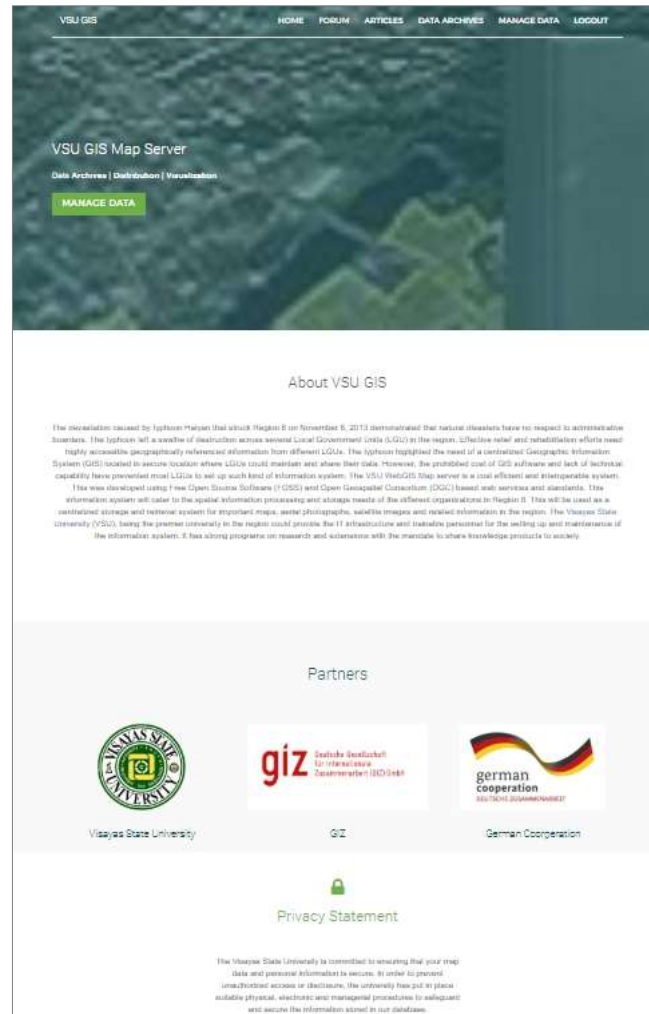 VSU GIS
HOME FORUM ARTICLES DATA ARCHIVES MANAGE DATA LOGOUT
VSU GIS Map Server
Data Archives | Distribution | Visualization
MANAGE DATA
About VSU GIS
The devastation caused by typhoon Haiyan that struck Region 8 on November 8, 2013 demonstrated that natural disasters have no respect to administrative
The typhoon left a swathe of destruction across several Local Government Units (LGU) in the region. Effective relief and rehabilitation efforts need
highly accessible geographically referenced information from different LGUs. The typhoon highlighted the need of a centralized Geographic Information
System (GIS) located in secure location where LGUs could maintain and share their data. However, the prohibited cost of GIS software and lack of technical
capability have prevented most LGUs to set up such kind of information system. The VSU WebGIS Map server is a cost efficient and interoperable system.
This was developed using Free Open Source Software (FOSS) and Open Geospatial Consortium (OGC) based web services and standards. This
information system will cater to the spatial information processing and storage needs of the different organizations in Region 8. This will be used as a
centralized storage and retrieval system for important maps, aerial photographs, satellite images and related information in the region. The Visayas State
University (VSU), being the premier university in the region could provide the IT infrastructure and trainable personnel for the setting up and maintenance of
the information system. It has strong programs on research and extensions with the mandate to share knowledge products to society.
Partners
VISAYAS STATE UNIVERSITY
giz Deutsche Gesellschaft
für Internationale
Zusammenarbeit (GIZ) GmbH
german
cooperation
DEUTSCHE ZUSAMMENARBEIT
Visayas State University
GIZ
German Coorperation
Privacy Statement
The Visayas State University is committed to ensuring that your map
data and personal information is secure. In order to prevent
unauthorized access or disclosure, the university has put in place
suitable physical, electronic and managerial procedures to safeguard
and secure the information stored in our database.